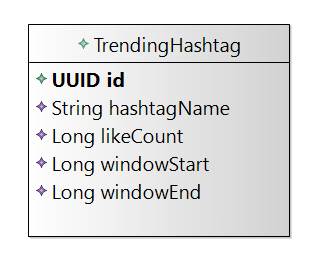 TrendingHashtag
UUID id
String hashtagName
Long likeCount
Long windowStart
Long windowEnd